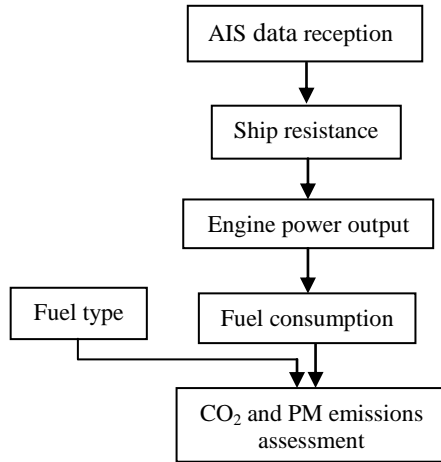 AIS data reception
Ship resistance
Engine power output
Fuel type
Fuel consumption
CO₂ and PM emissions
assessment